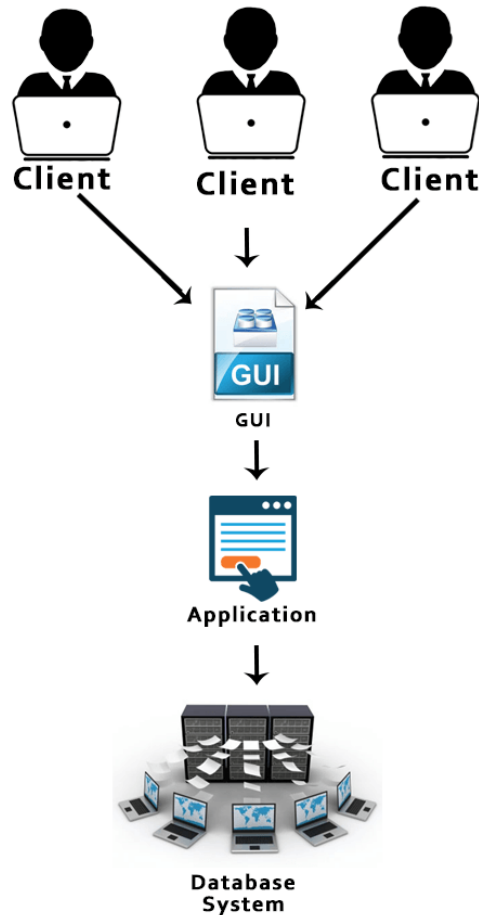 Client
Client
Client
GUI
GUI
Application
Database
System